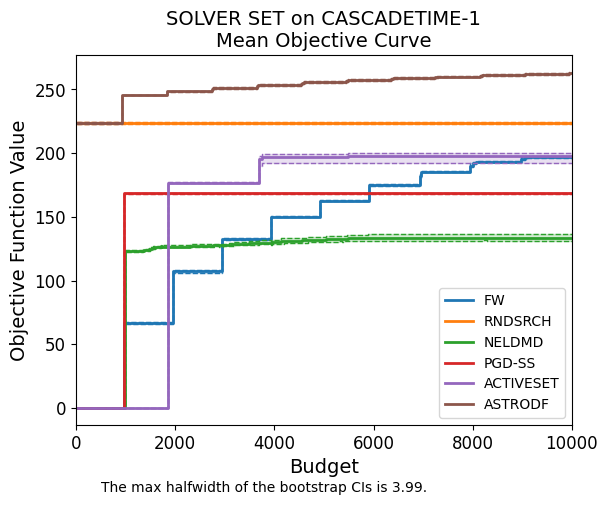 SOLVER SET on CASCADETIME-1
Mean Objective Curve
Objective Function Value
250
200
150
100
50
0
0 2000 4000 6000 8000 10000
Budget
FW
RNDSRCH
NELDMD
PGD-SS
ACTIVESET
ASTRODF
The max halfwidth of the bootstrap CIs is 3.99.